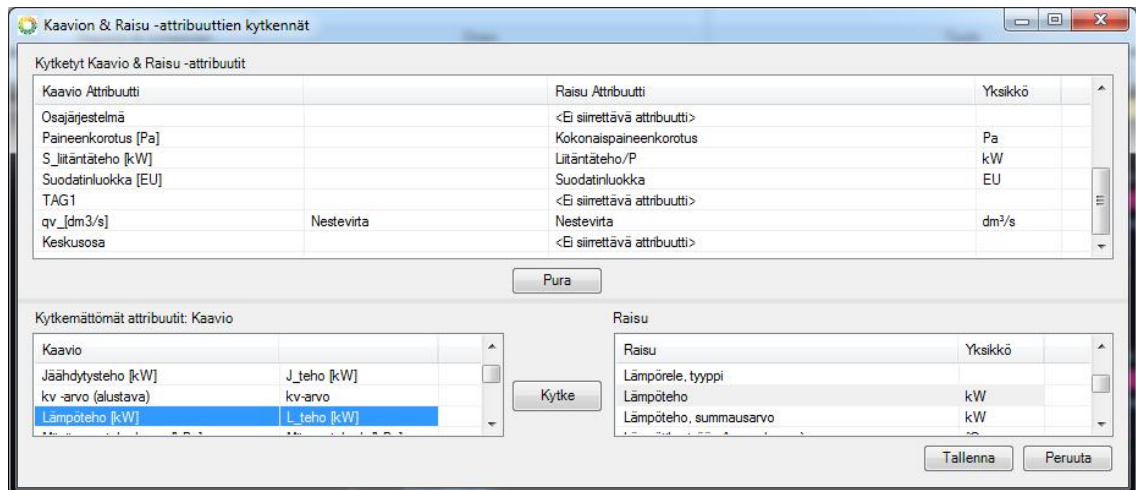 Kaavion & Raisu -attribuuttien kytkennät
Kytketyt Kaavio & Raisu -attribuutit
Kaavio Attribuutti Raisu Attribuutti Yksikkö
Osajärjestelmä <Ei siirrettävä attribuutti>
Paineenkorotus [Pa] Kokonaispaineenkorotus Pa
S_liitäntäteho [kW] Liitäntäteho/P kW
Suodatinluokka [EU] Suodatinluokka EU
TAG1 <Ei siirrettävä attribuutti>
qv_[dm3/s] Nestevirta Nestevirta dm³/s
Keskusosa <Ei siirrettävä attribuutti>
Pura
Kytkemättömät attribuutit: Kaavio Raisu
Kaavio Raisu Yksikkö
Jäähdytysteho [kW] J_teho [kW] Lämpörele, tyyppi
kv -arvo (alustava) kv-arvo Kytke Lämpöteho kW
Lämpöteho [kW] L_teho [kW] Lämpöteho, summausarvo kW
Tallenna Peruuta